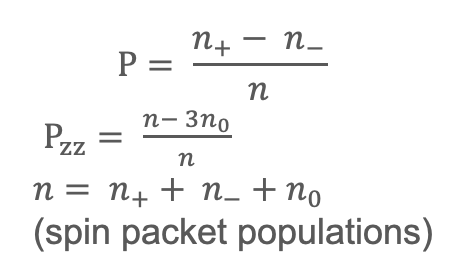 P = (n₊ − n₋) / n
P_zz = (n− 3n₀) / n
n = n₊ + n₋ + n₀
(spin packet populations)